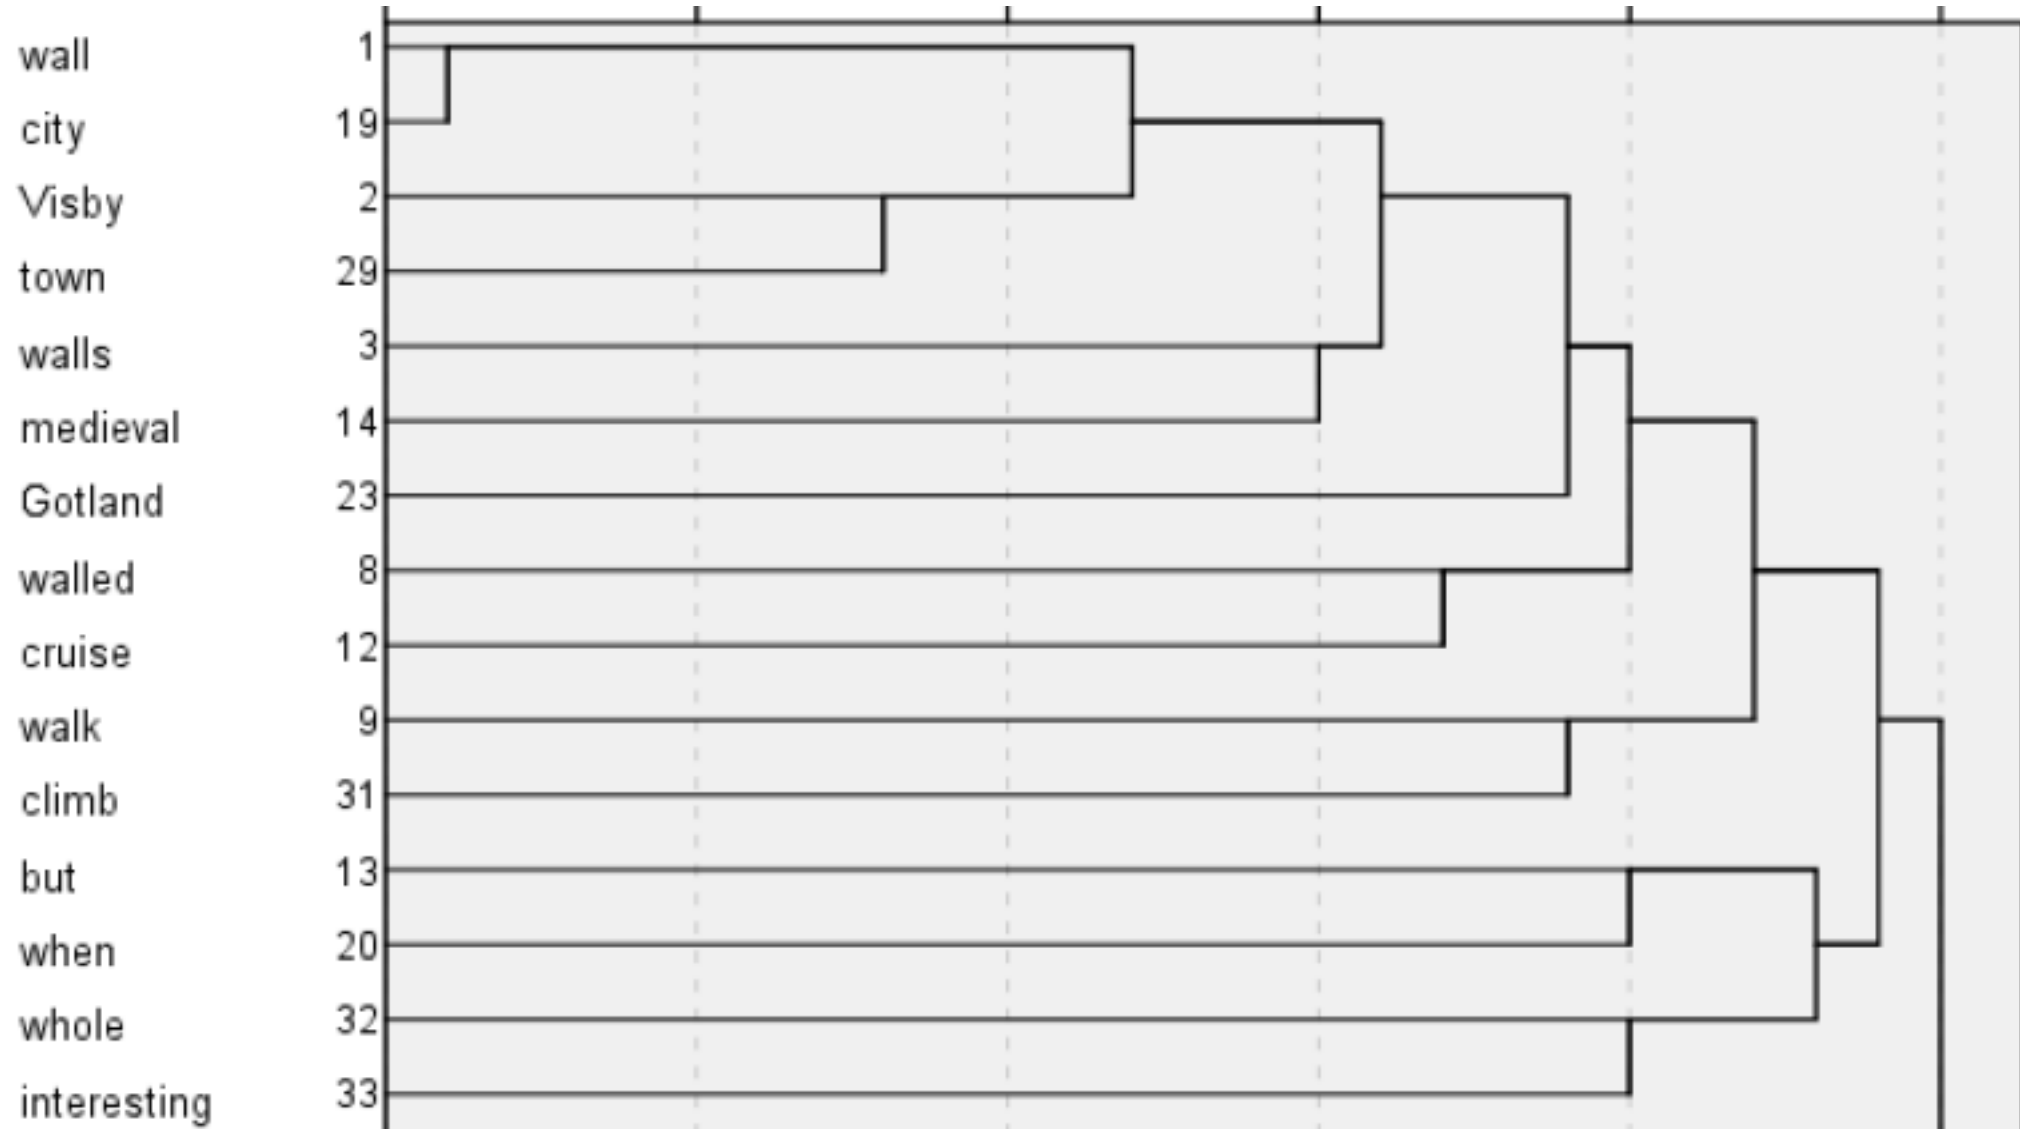 wall 1
city 19
Visby 2
town 29
walls 3
medieval 14
Gotland 23
walled 8
cruise 12
walk 9
climb 31
but 13
when 20
whole 32
interesting 33